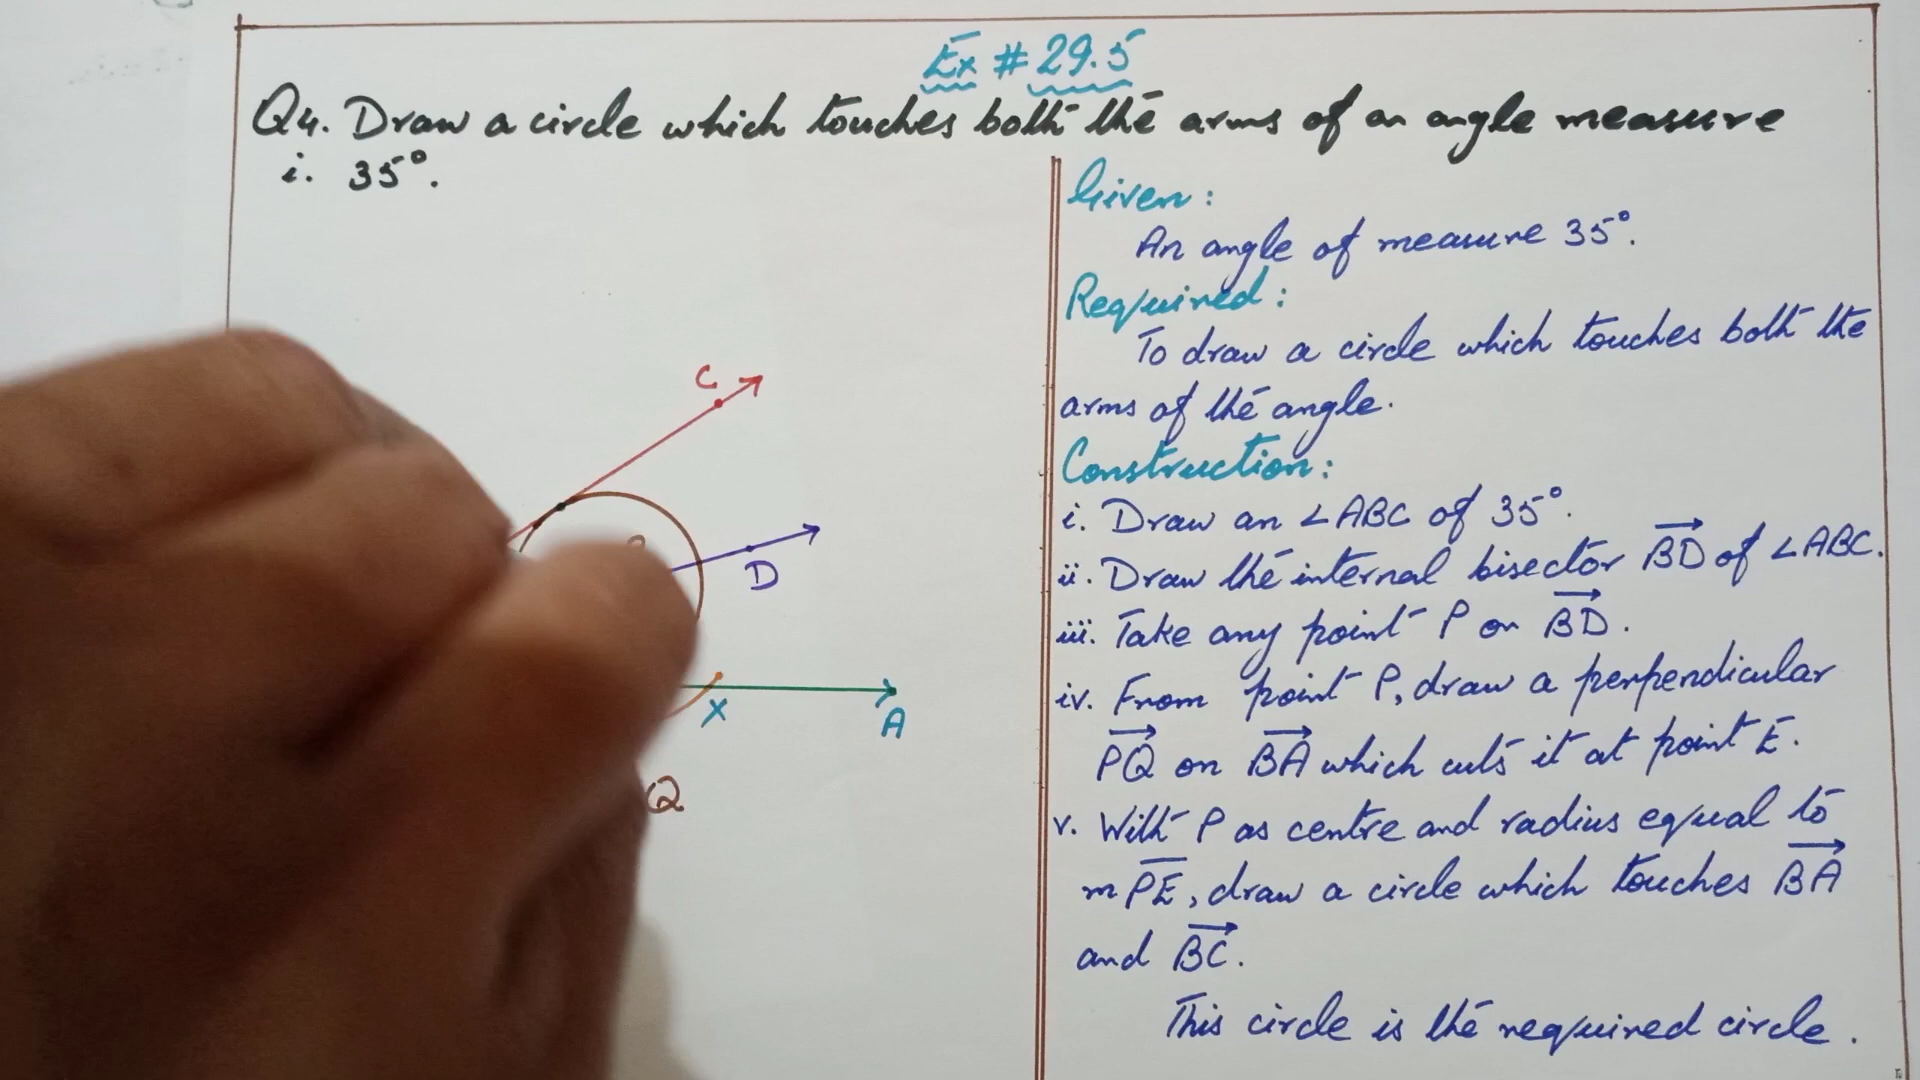 Ex # 29.5
Q4. Draw a circle which touches both the arms of an angle measure
i. 35°.
Given:
An angle of measure 35°.
Required:
To draw a circle which touches both the
arms of the angle.
Construction:
i. Draw an ∠ABC of 35°.
ii. Draw the internal bisector BD of ∠ABC.
iii. Take any point P on BD.
iv. From point P, draw a perpendicular
PQ on BA which cuts it at point E.
v. With P as centre and radius equal to
mPE, draw a circle which touches BA
and BC.
This circle is the required circle.
C
D
X
A
Q